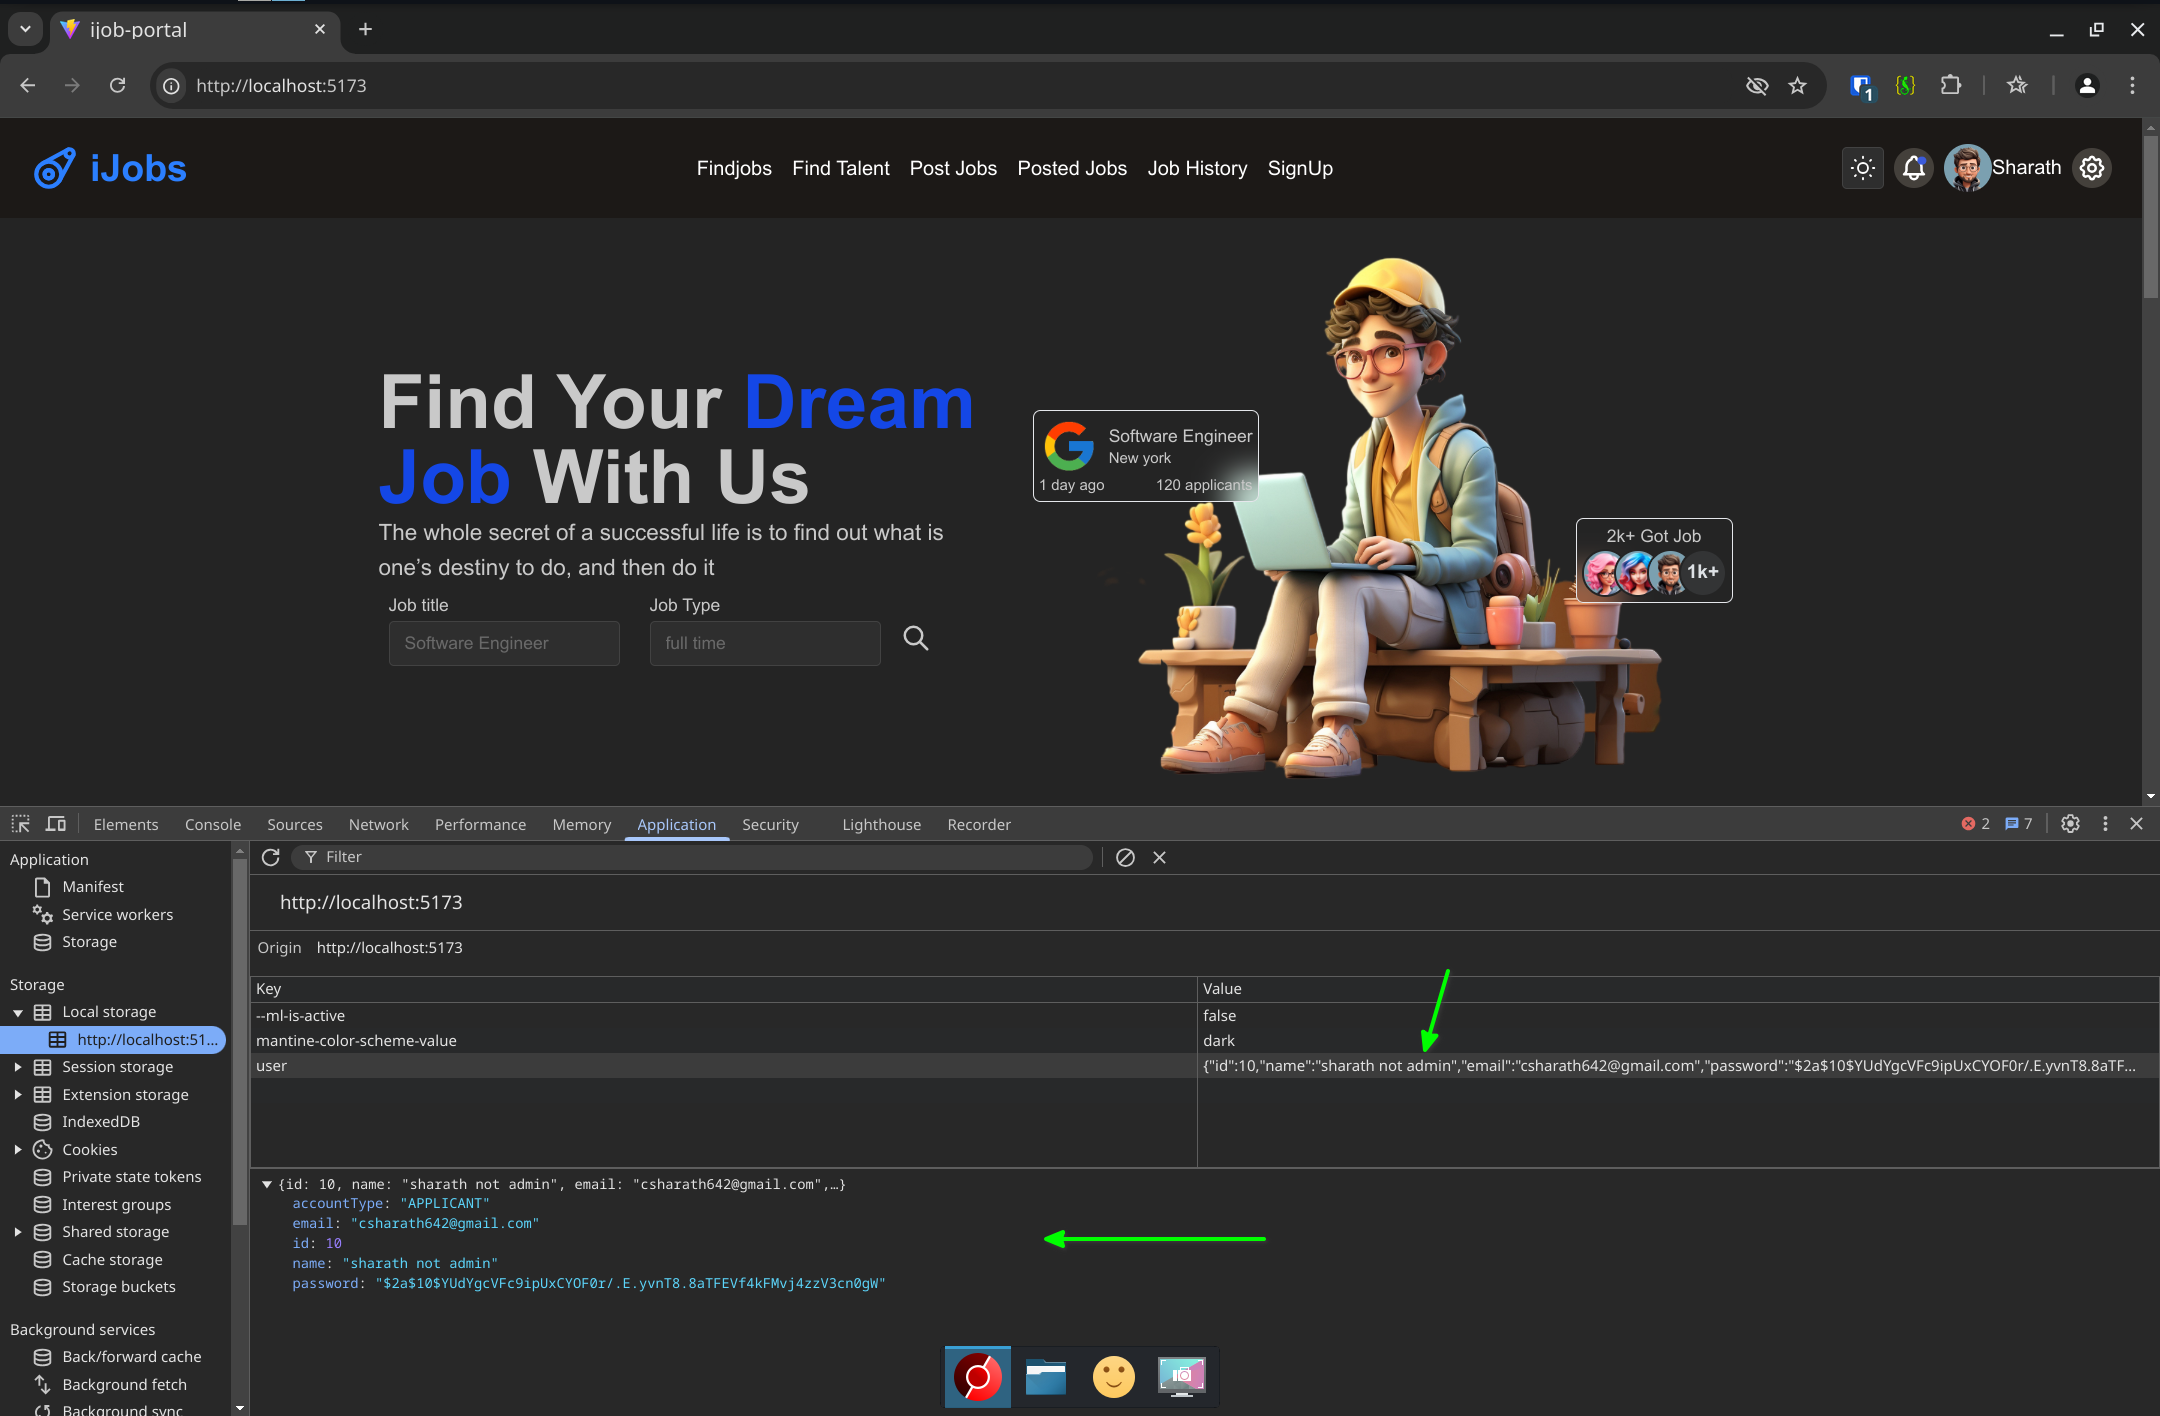 ijob-portal
http://localhost:5173
1
iJobs
Findjobs Find Talent Post Jobs Posted Jobs Job History SignUp
Sharath
Find Your Dream
Job With Us
The whole secret of a successful life is to find out what is
one’s destiny to do, and then do it
Job title Job Type
Software Engineer full time
Software Engineer
New york
1 day ago 120 applicants
2k+ Got Job
1k+
Elements Console Sources Network Performance Memory Application Security Lighthouse Recorder 2 7
Application
Manifest
Service workers
Storage
Storage
Local storage
http://localhost:51...
Session storage
Extension storage
IndexedDB
Cookies
Private state tokens
Interest groups
Shared storage
Cache storage
Storage buckets
Background services
Back/forward cache
Background fetch
Background sync
Filter
http://localhost:5173
Origin http://localhost:5173
Key Value
--ml-is-active false
mantine-color-scheme-value dark
user {"id":10,"name":"sharath not admin","email":"csharath642@gmail.com","password":"$2a$10$YUdYgcVFc9ipUxCYOF0r/.E.yvnT8.8aTF...
{id: 10, name: "sharath not admin", email: "csharath642@gmail.com",…}
accountType: "APPLICANT"
email: "csharath642@gmail.com"
id: 10
name: "sharath not admin"
password: "$2a$10$YUdYgcVFc9ipUxCYOF0r/.E.yvnT8.8aTFEVf4kFMvj4zzV3cn0gW"